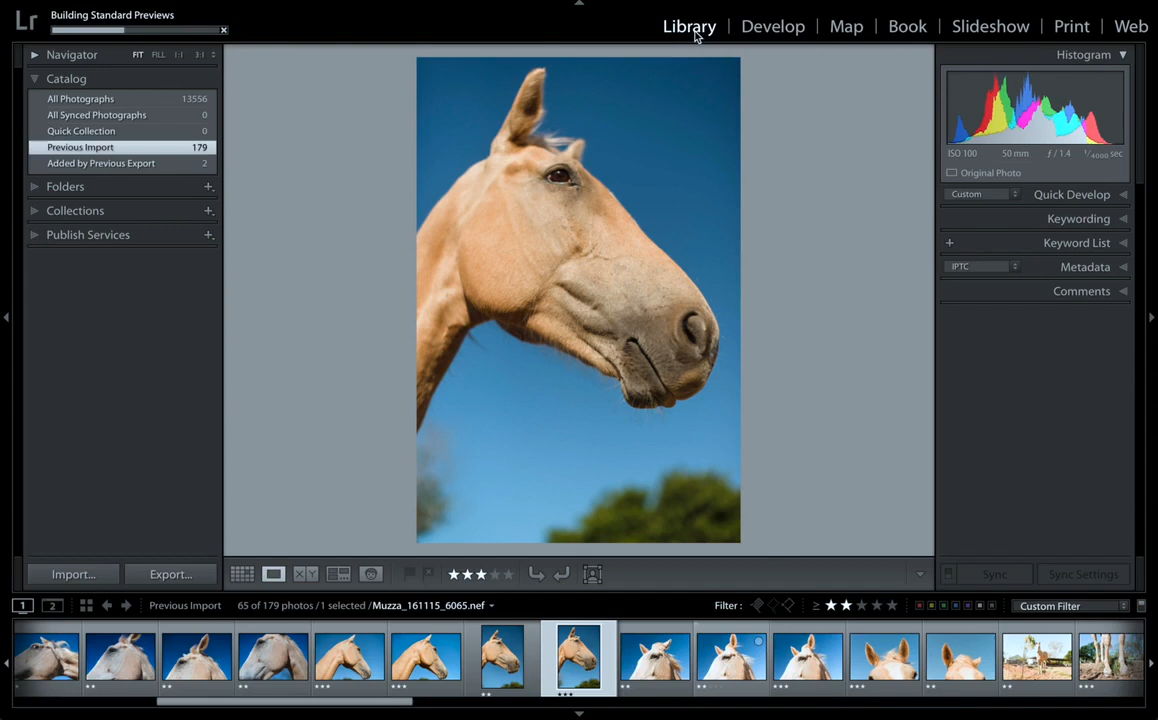 Lr
Building Standard Previews
Library | Develop | Map | Book | Slideshow | Print | Web
Navigator FIT FILL 1:1 3:1
Histogram
Catalog
All Photographs 13556
All Synced Photographs 0
Quick Collection 0
Previous Import 179
Added by Previous Export 2
Folders
Collections
Publish Services
ISO 100 50 mm ƒ / 1.4 1/4000 sec
Original Photo
Custom Quick Develop
Keywording
Keyword List
IPTC Metadata
Comments
Import... Export...
XY
Sync Sync Settings
1 2 Previous Import 65 of 179 photos / 1 selected / Muzza_161115_6065.nef
Filter : ≥ Custom Filter